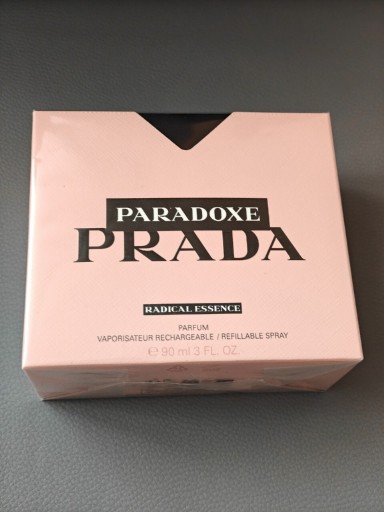 PARADOXE
PRADA
RADICAL ESSENCE
PARFUM
VAPORISATEUR RECHARGEABLE / REFILLABLE SPRAY
℮ 90 ml 3 FL. OZ.